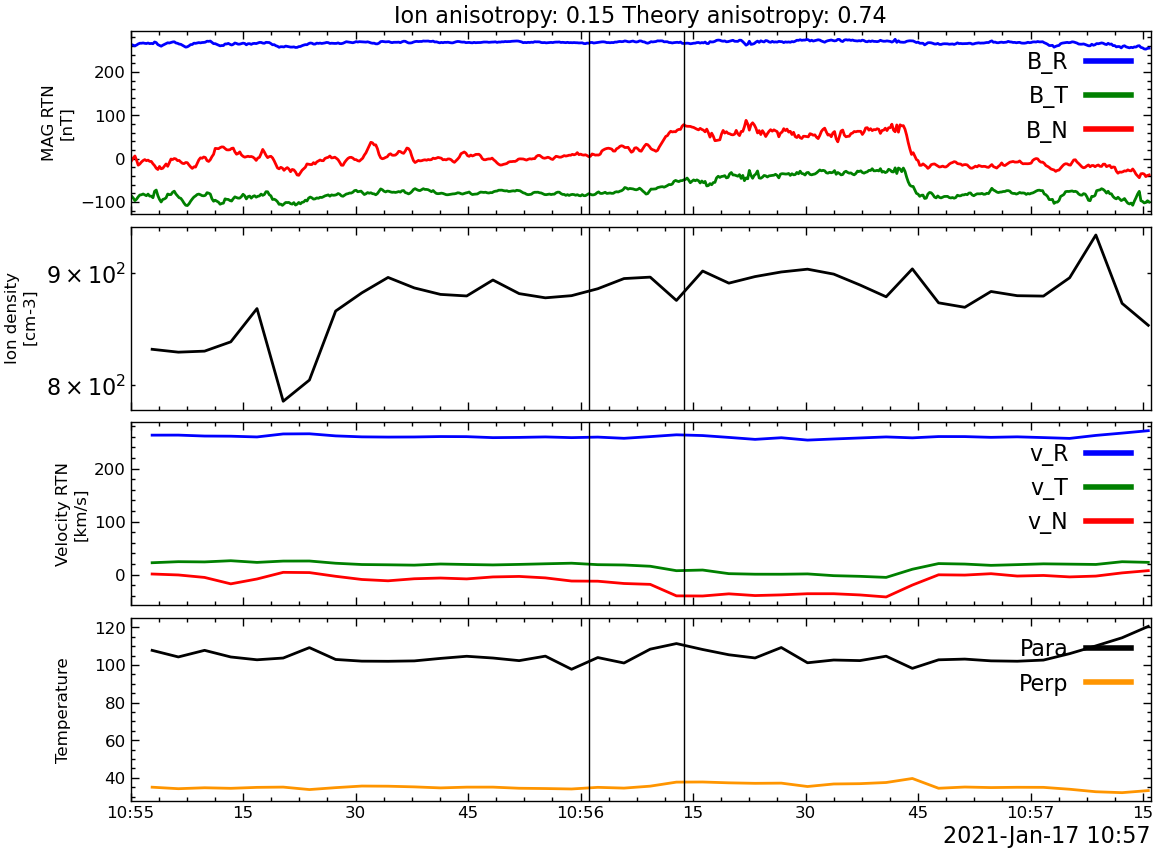 Ion anisotropy: 0.15 Theory anisotropy: 0.74
MAG RTN
[nT]
200
100
0
−100
B_R
B_T
B_N
Ion density
[cm-3]
9 × 10²
8 × 10²
Velocity RTN
[km/s]
200
100
0
v_R
v_T
v_N
Temperature
120
100
80
60
40
Para
Perp
10:55 15 30 45 10:56 15 30 45 10:57 15
2021-Jan-17 10:57